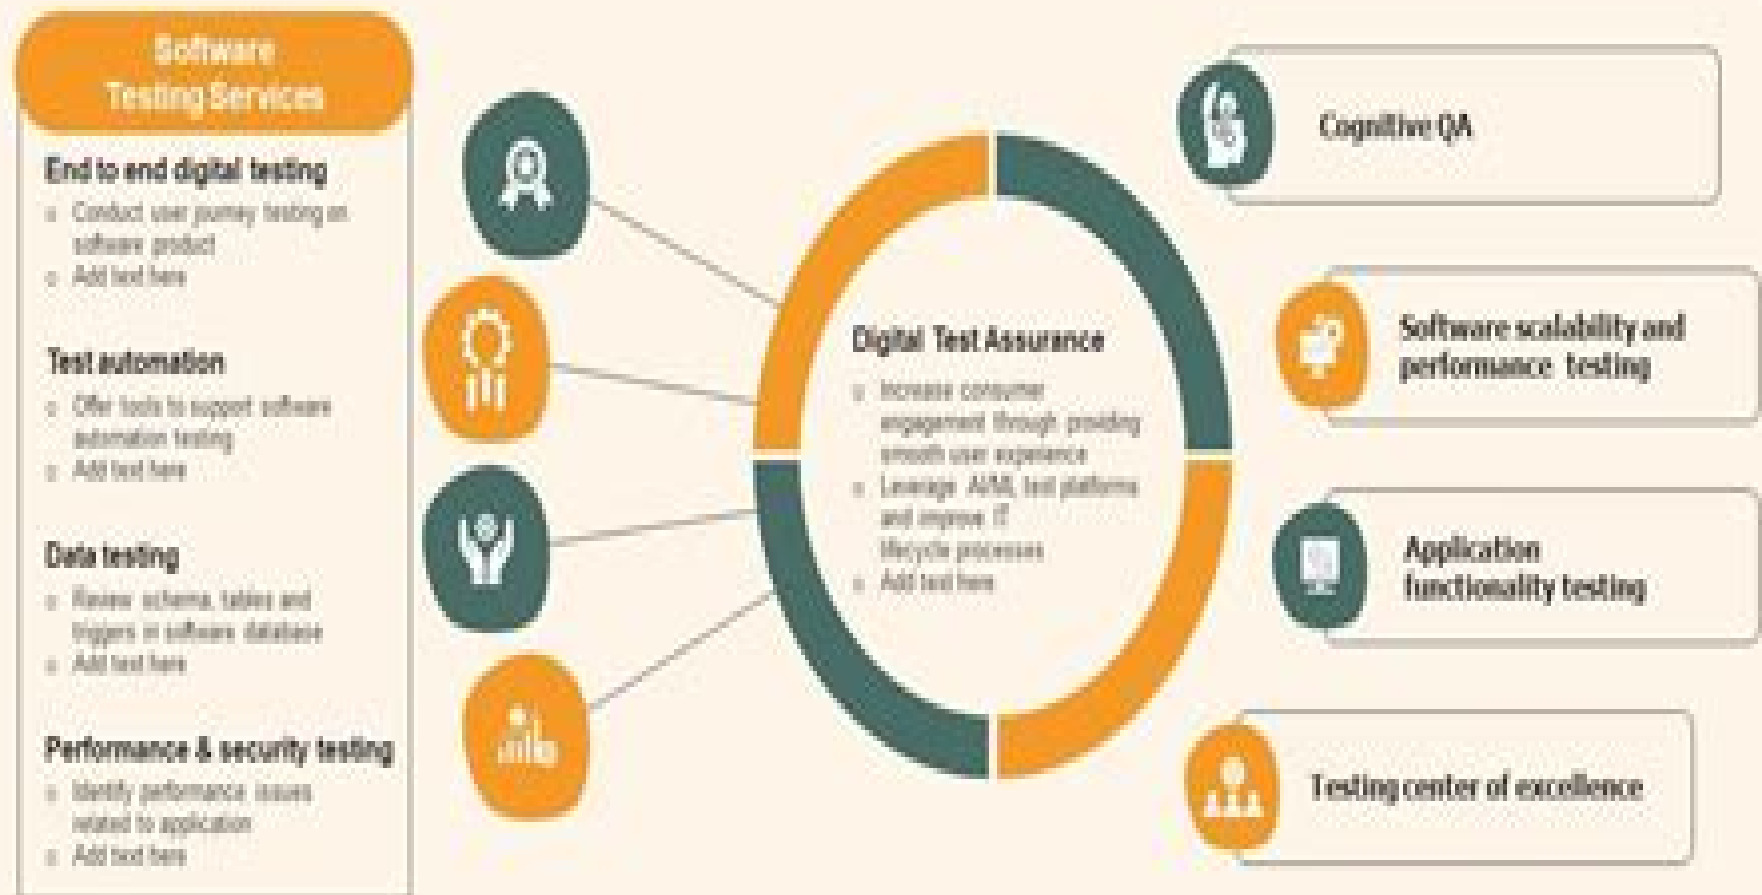 Software
Testing Services
End to end digital testing
Conduct user journey testing on
software product
Add text here
Test automation
Offer tools to support software
automation testing
Add text here
Data testing
Review schema, tables and
triggers in software database
Add text here
Performance & security testing
Identify performance issues
related to application
Add text here
Digital Test Assurance
Increase consumer
engagement through providing
smooth user experience
Leverage AI/ML test platforms
and improve IT
lifecycle processes
Add text here
Cognitive QA
Software scalability and
performance testing
Application
functionality testing
Testing center of excellence